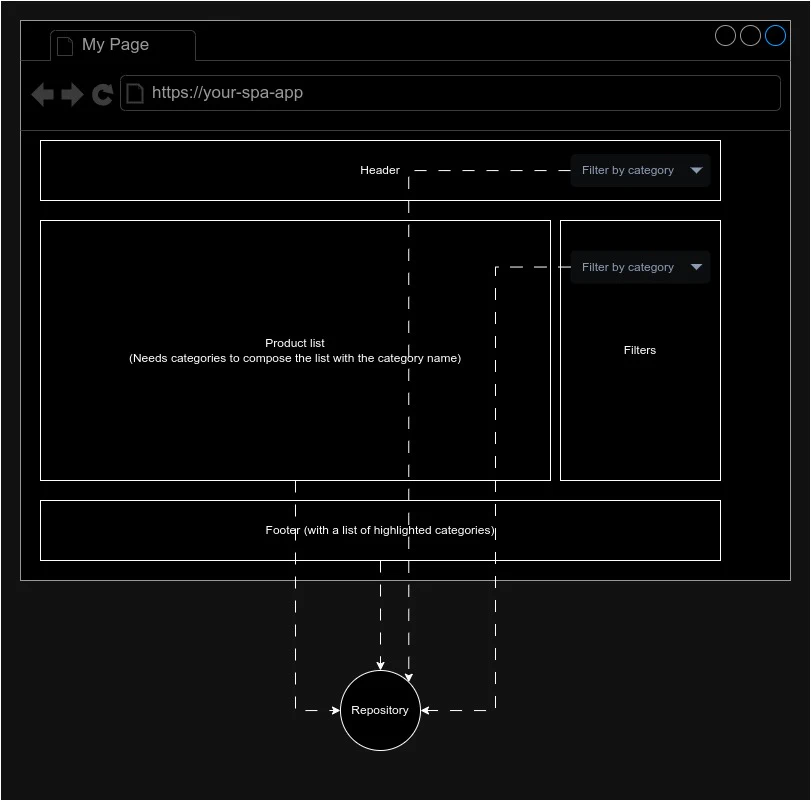 My Page
https://your-spa-app
Header
Filter by category
Filter by category
Product list
(Needs categories to compose the list with the category name)
Filters
Footer (with a list of highlighted categories)
Repository